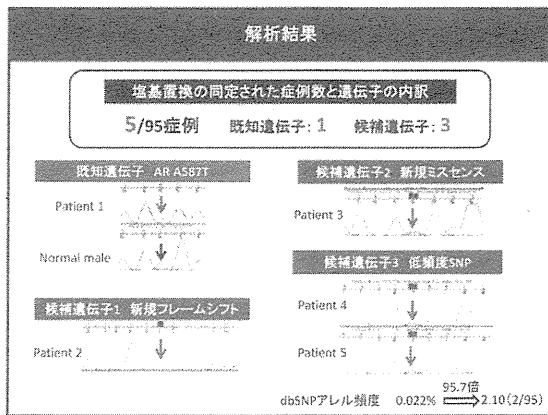 解析結果
塩基置換の同定された症例数と遺伝子の内訳
5/95症例 既知遺伝子: 1 候補遺伝子: 3
既知遺伝子 AR A587T
Patient 1
Normal male
候補遺伝子1 新規フレームシフト
Patient 2
候補遺伝子2 新規ミスセンス
Patient 3
候補遺伝子3 低頻度SNP
Patient 4
Patient 5
95.7倍
dbSNPアレル頻度 0.022% 2.10(2/95)